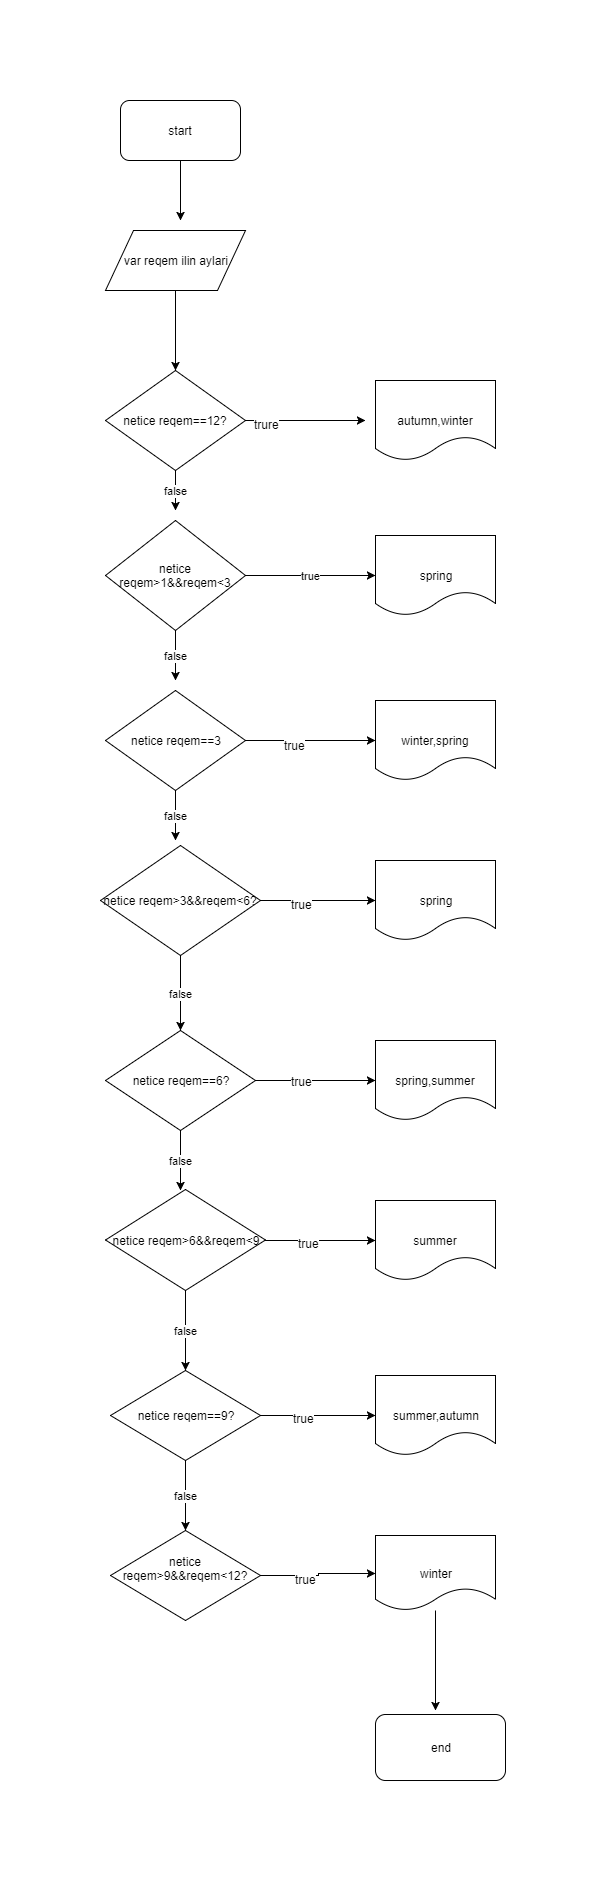 start
var reqem ilin aylari
netice reqem==12?
trure
autumn,winter
false
netice
reqem>1&&reqem<3
true
spring
false
netice reqem==3
true
winter,spring
false
netice reqem>3&&reqem<6?
true
spring
false
netice reqem==6?
true
spring,summer
false
netice reqem>6&&reqem<9
true
summer
false
netice reqem==9?
true
summer,autumn
false
netice
reqem>9&&reqem<12?
true
winter
end